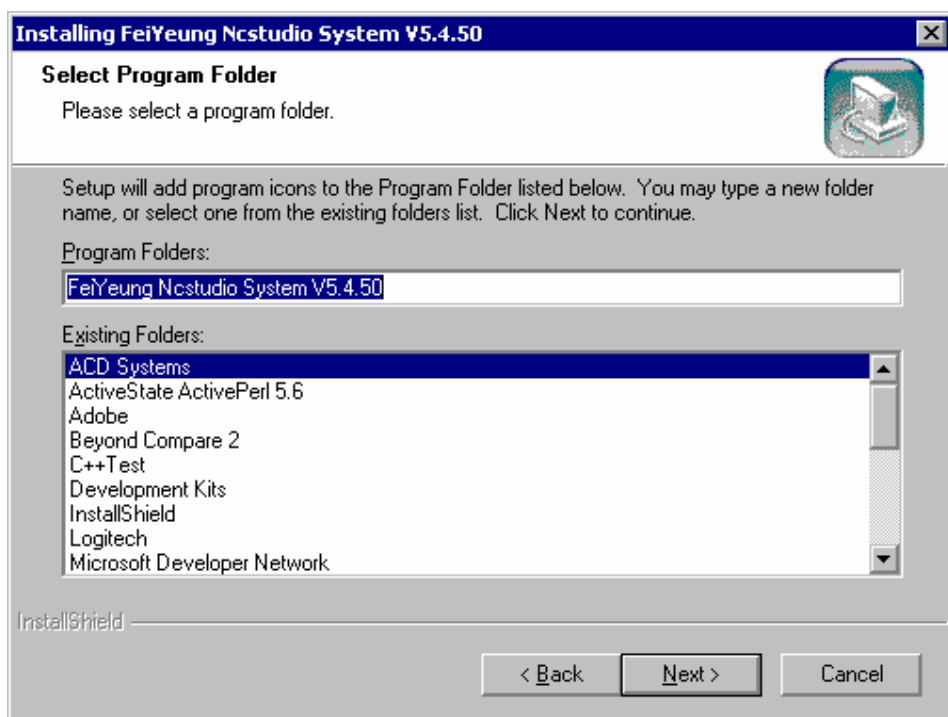 Installing FeiYeung Ncstudio System V5.4.50
Select Program Folder
Please select a program folder.
Setup will add program icons to the Program Folder listed below. You may type a new folder
name, or select one from the existing folders list. Click Next to continue.
Program Folders:
FeiYeung Ncstudio System V5.4.50
Existing Folders:
ACD Systems
ActiveState ActivePerl 5.6
Adobe
Beyond Compare 2
C++Test
Development Kits
InstallShield
Logitech
Microsoft Developer Network
InstallShield
< Back
Next >
Cancel